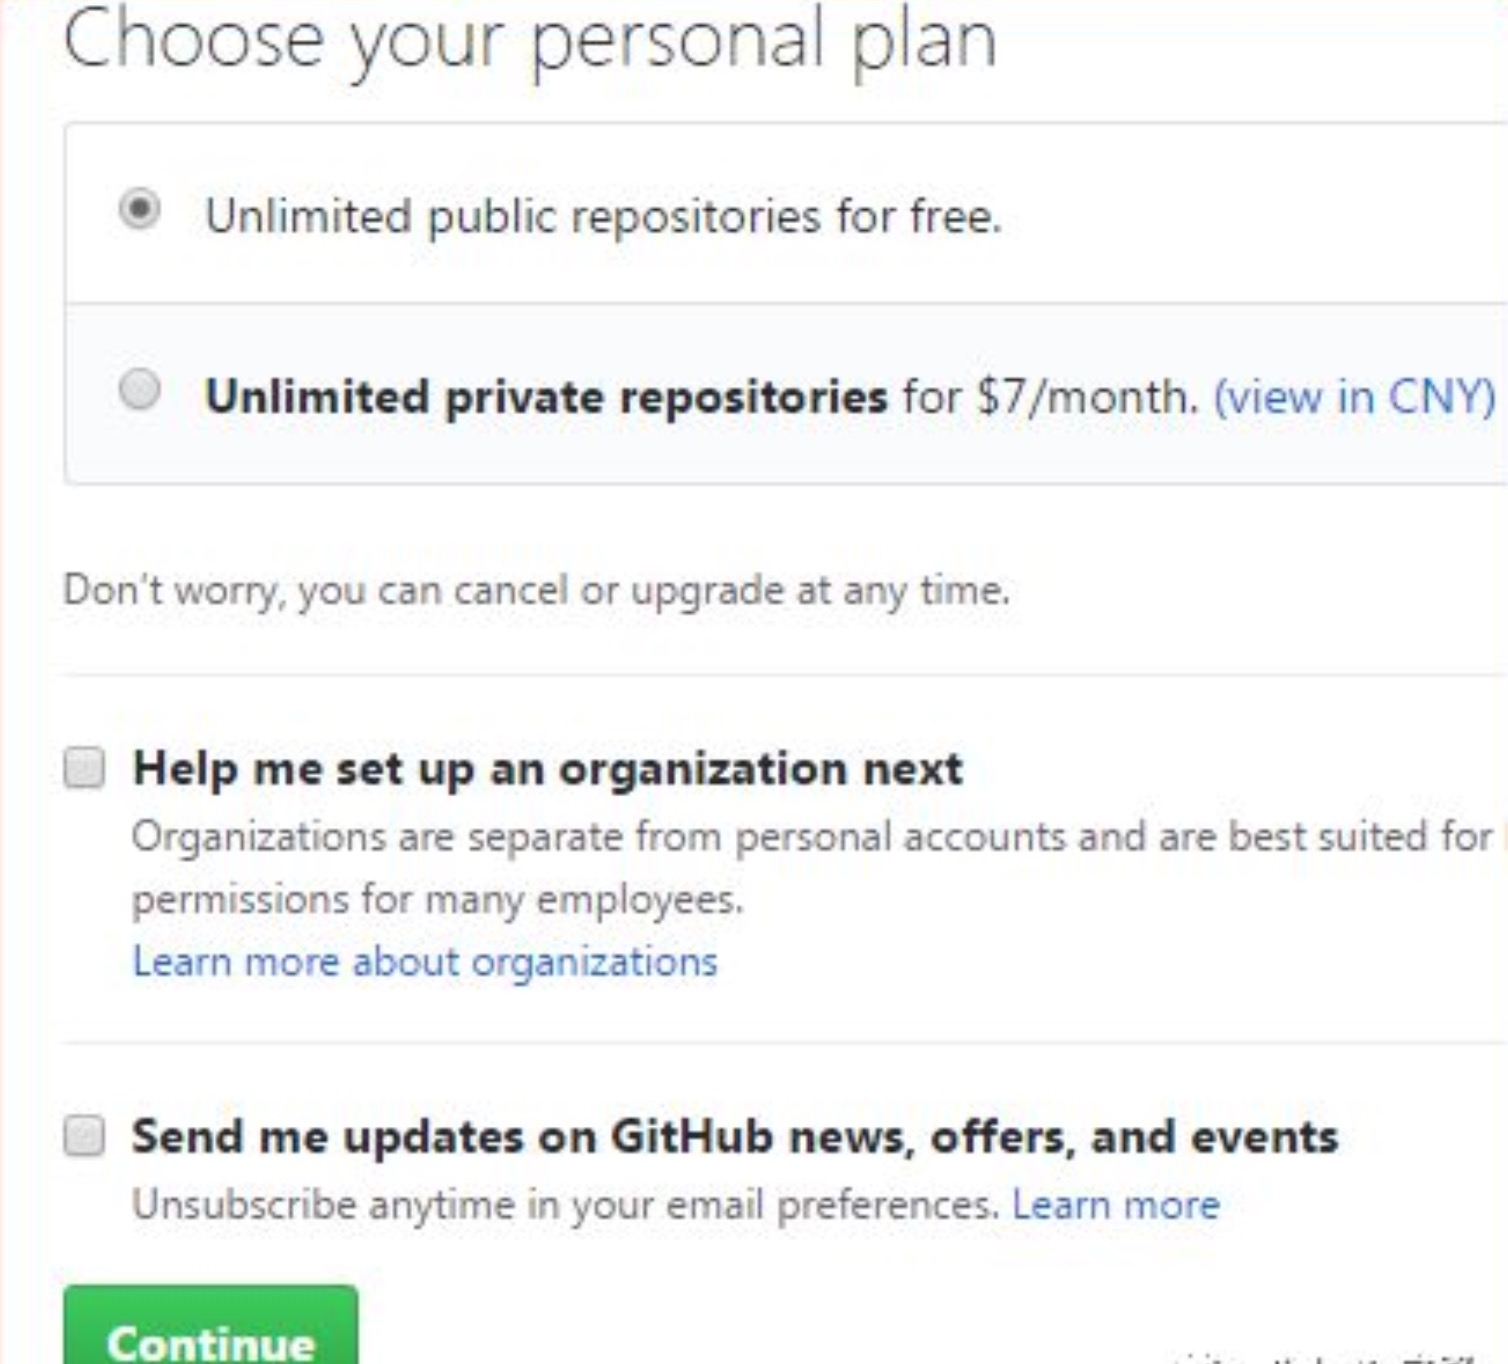 Choose your personal plan
Unlimited public repositories for free.
Unlimited private repositories for $7/month. (view in CNY)
Don't worry, you can cancel or upgrade at any time.
Help me set up an organization next
Organizations are separate from personal accounts and are best suited for
permissions for many employees.
Learn more about organizations
Send me updates on GitHub news, offers, and events
Unsubscribe anytime in your email preferences. Learn more
Continue